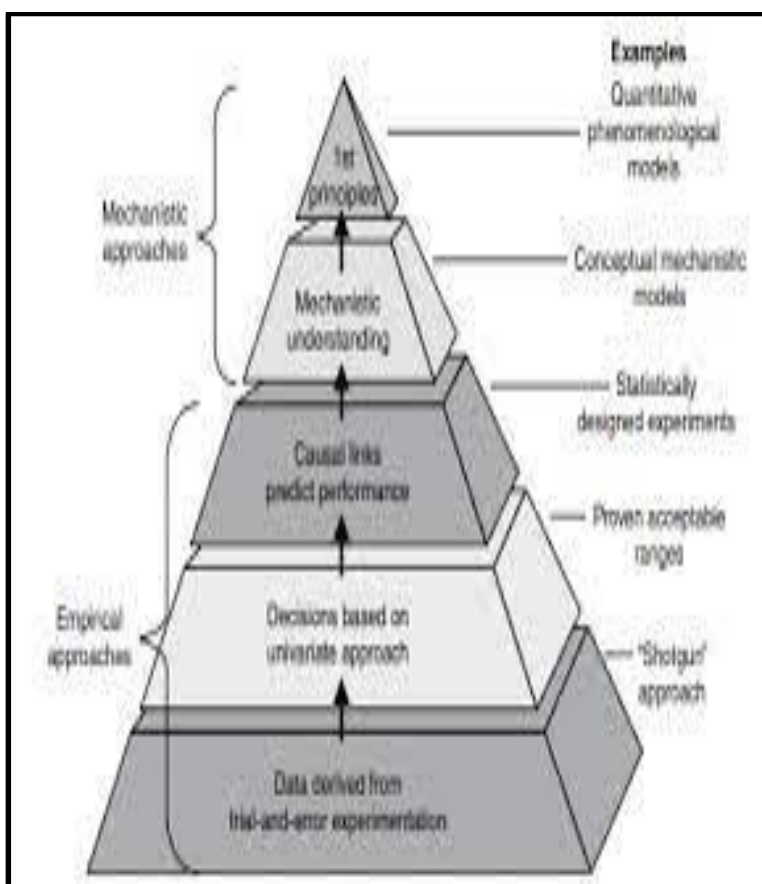 Examples
Quantitative
phenomenological
models
1st
principles
Mechanistic
approaches
Conceptual mechanistic
models
Mechanistic
understanding
Statistically
designed experiments
Causal links
predict performance
Proven acceptable
ranges
Empirical
approaches
Decisions based on
univariate approach
"Shotgun"
approach
Data derived from
trial-and-error experimentation